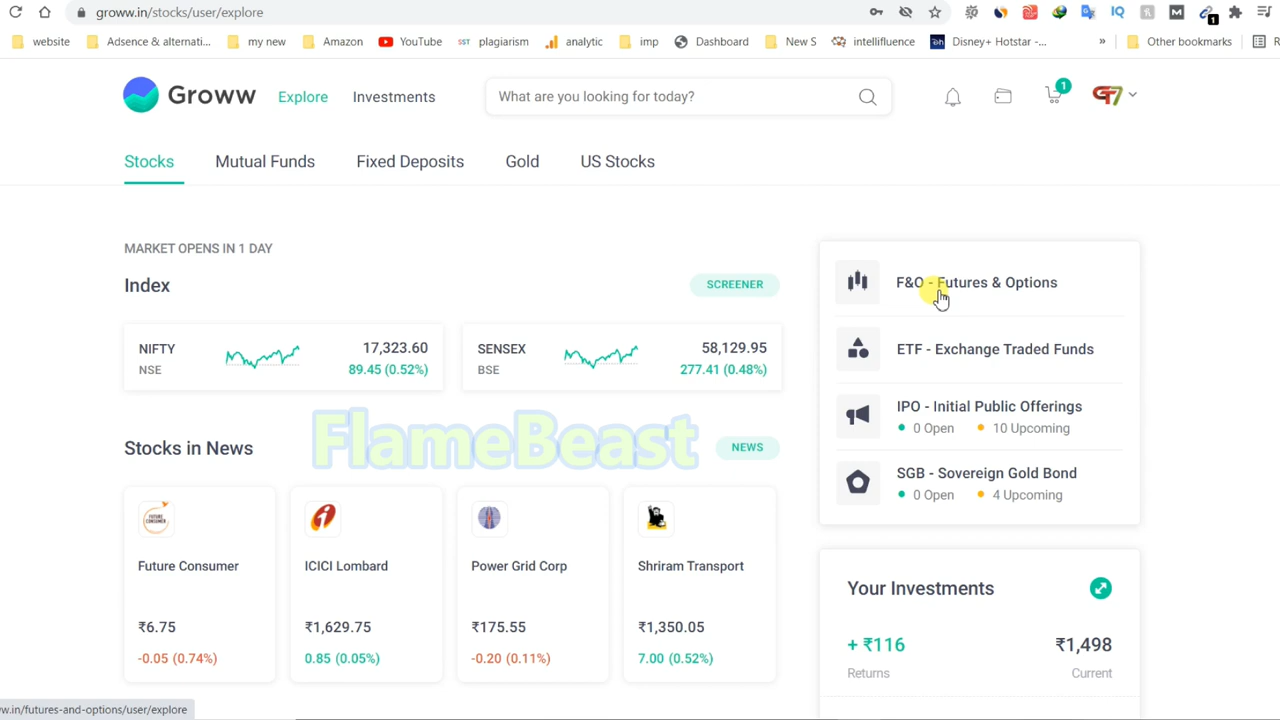 groww.in/stocks/user/explore
1
website
Adsence & alternati...
my new
Amazon
YouTube
SST plagiarism
analytic
imp
Dashboard
New S
intellifluence
Disney+ Hotstar -...
»
Other bookmarks
Groww
Explore
Investments
What are you looking for today?
1
GT7
Stocks
Mutual Funds
Fixed Deposits
Gold
US Stocks
MARKET OPENS IN 1 DAY
Index
SCREENER
NIFTY
17,323.60
NSE
89.45 (0.52%)
SENSEX
58,129.95
BSE
277.41 (0.48%)
F&O - Futures & Options
ETF - Exchange Traded Funds
IPO - Initial Public Offerings
0 Open
10 Upcoming
SGB - Sovereign Gold Bond
0 Open
4 Upcoming
FlameBeast
Stocks in News
NEWS
FUTURE CONSUMER
Future Consumer
₹6.75
-0.05 (0.74%)
ICICI Lombard
₹1,629.75
0.85 (0.05%)
Power Grid Corp
₹175.55
-0.20 (0.11%)
Shriram Transport
₹1,350.05
7.00 (0.52%)
Your Investments
+ ₹116
₹1,498
Returns
Current
w.in/futures-and-options/user/explore